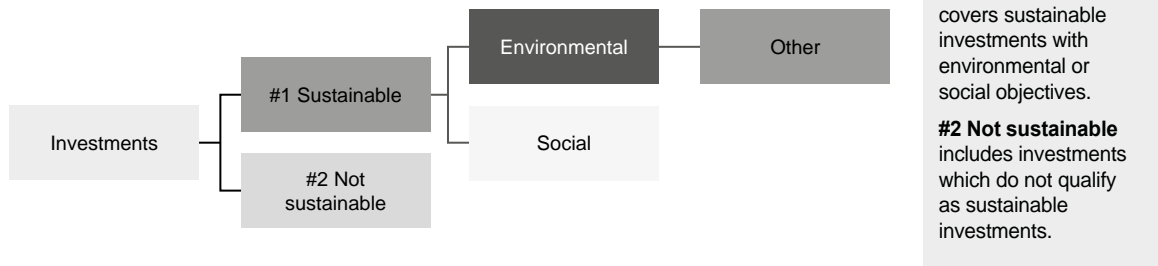 Investments
#1 Sustainable
#2 Not
sustainable
Environmental
Social
Other
covers sustainable
investments with
environmental or
social objectives.
#2 Not sustainable
includes investments
which do not qualify
as sustainable
investments.